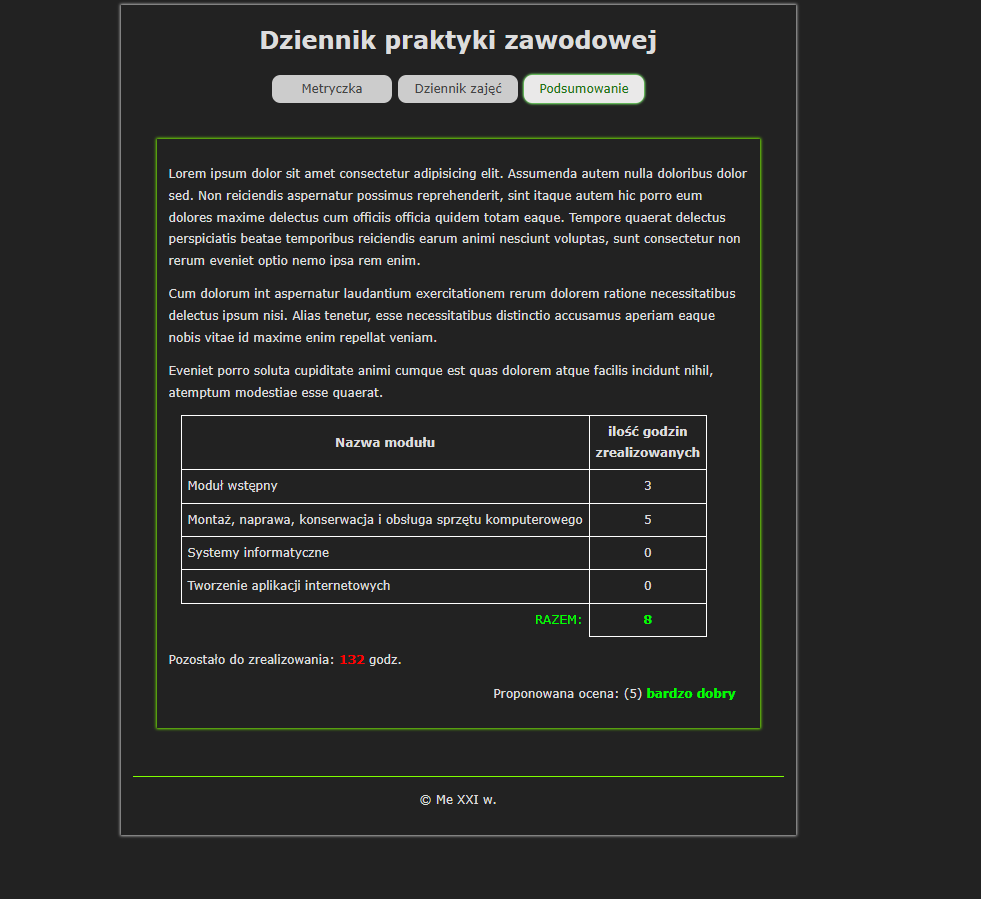 Dziennik praktyki zawodowej
Metryczka Dziennik zajęć Podsumowanie
Lorem ipsum dolor sit amet consectetur adipisicing elit. Assumenda autem nulla doloribus dolor
sed. Non reiciendis aspernatur possimus reprehenderit, sint itaque autem hic porro eum
dolores maxime delectus cum officiis officia quidem totam eaque. Tempore quaerat delectus
perspiciatis beatae temporibus reiciendis earum animi nesciunt voluptas, sunt consectetur non
rerum eveniet optio nemo ipsa rem enim.
Cum dolorum int aspernatur laudantium exercitationem rerum dolorem ratione necessitatibus
delectus ipsum nisi. Alias tenetur, esse necessitatibus distinctio accusamus aperiam eaque
nobis vitae id maxime enim repellat veniam.
Eveniet porro soluta cupiditate animi cumque est quas dolorem atque facilis incidunt nihil,
atemptum modestiae esse quaerat.
Nazwa modułu ilość godzin
zrealizowanych
Moduł wstępny 3
Montaż, naprawa, konserwacja i obsługa sprzętu komputerowego 5
Systemy informatyczne 0
Tworzenie aplikacji internetowych 0
RAZEM: 8
Pozostało do zrealizowania: 132 godz.
Proponowana ocena: (5) bardzo dobry
© Me XXI w.